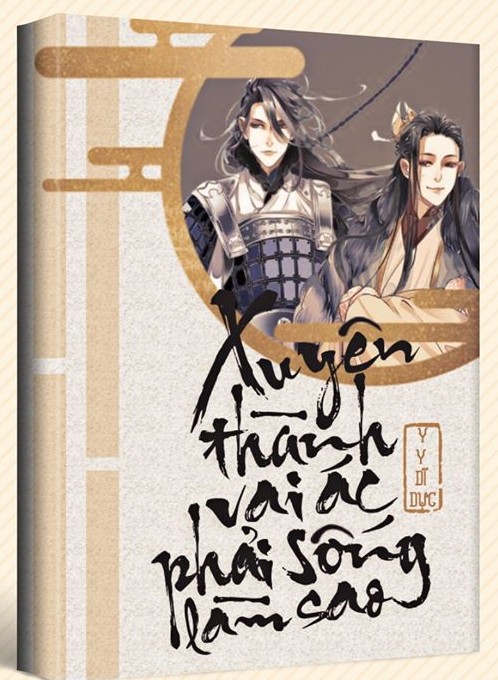 Xuyên
thành
vai ác
phải sống
làm sao
Y
Y
DĨ
DỰC